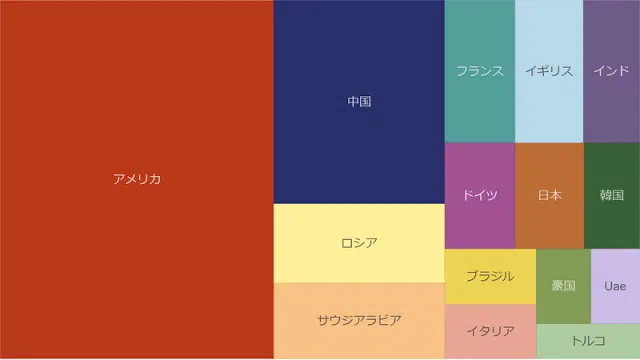 アメリカ
中国
ロシア
サウジアラビア
フランス
イギリス
インド
ドイツ
日本
韓国
ブラジル
イタリア
豪国
Uae
トルコ